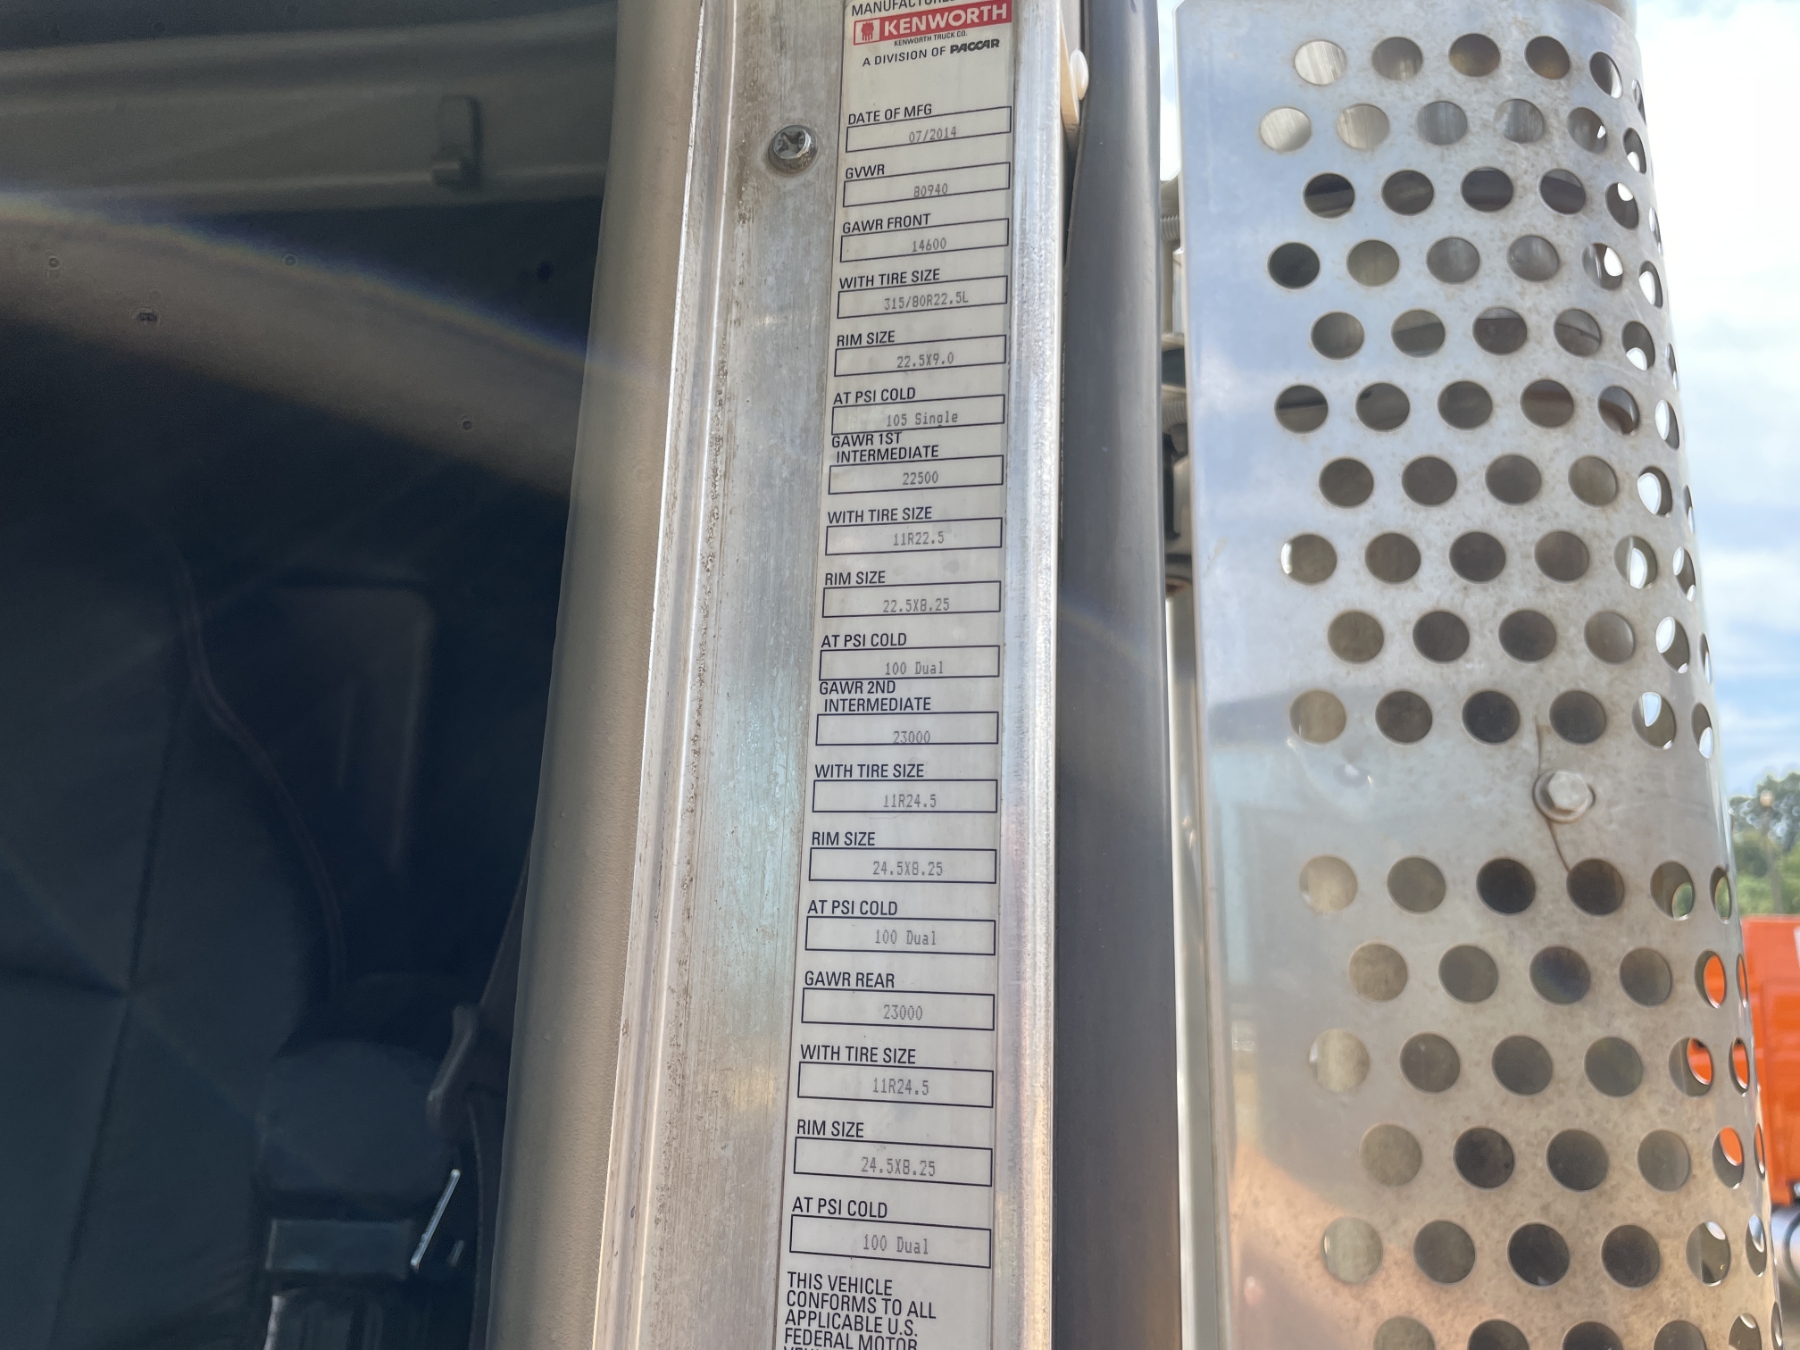 MANUFACTURED
KENWORTH
KENWORTH TRUCK CO.
A DIVISION OF PACCAR
DATE OF MFG
07/2014
GVWR
80940
GAWR FRONT
14600
WITH TIRE SIZE
315/80R22.5L
RIM SIZE
22.5X9.0
AT PSI COLD
105 Single
GAWR 1ST
INTERMEDIATE
22500
WITH TIRE SIZE
11R22.5
RIM SIZE
22.5X8.25
AT PSI COLD
100 Dual
GAWR 2ND
INTERMEDIATE
23000
WITH TIRE SIZE
11R24.5
RIM SIZE
24.5X8.25
AT PSI COLD
100 Dual
GAWR REAR
23000
WITH TIRE SIZE
11R24.5
RIM SIZE
24.5X8.25
AT PSI COLD
100 Dual
THIS VEHICLE
CONFORMS TO ALL
APPLICABLE U.S.
FEDERAL MOTOR